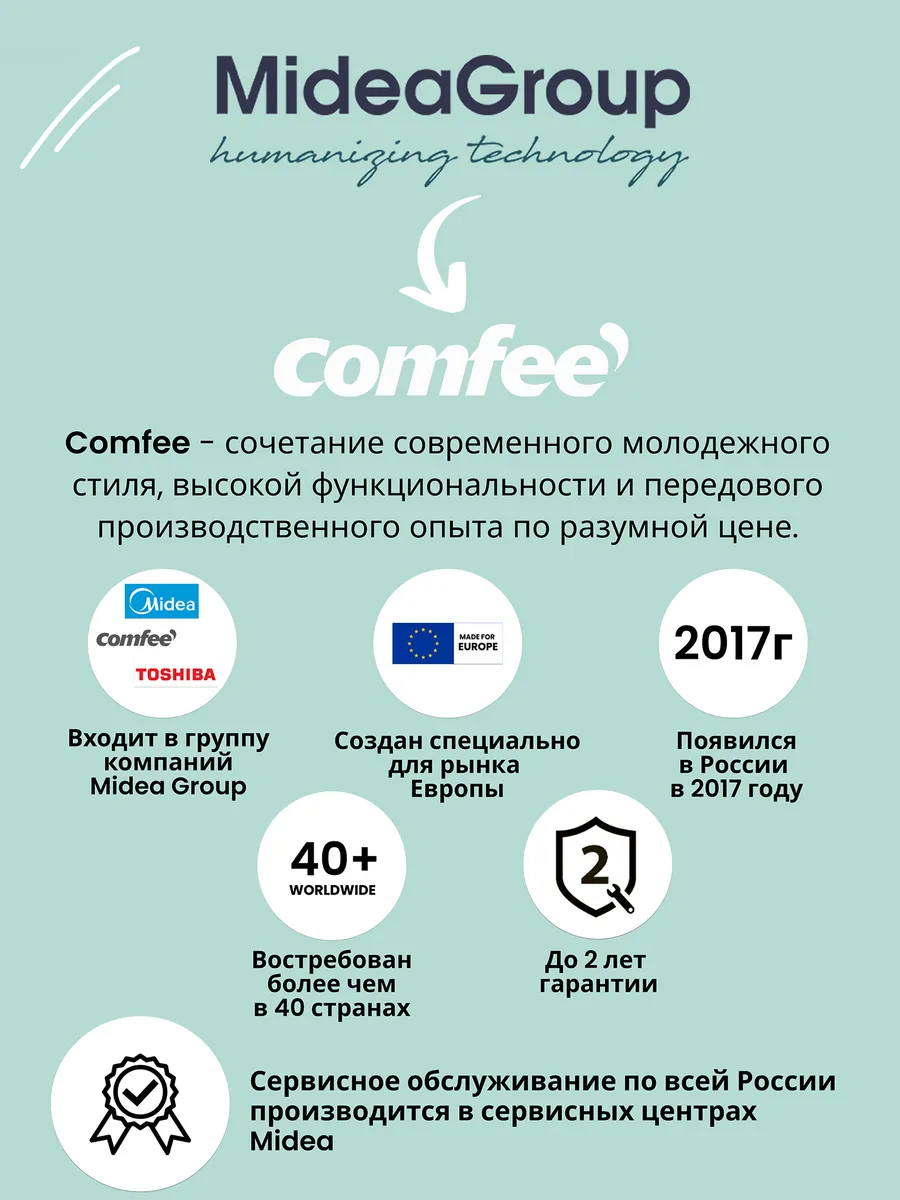 MideaGroup
humanizing technology
comfee'
Comfee - сочетание современного молодежного
стиля, высокой функциональности и передового
производственного опыта по разумной цене.
Midea
comfee'
TOSHIBA
Входит в группу
компаний
Midea Group
MADE FOR
EUROPE
Создан специально
для рынка
Европы
2017г
Появился
в России
в 2017 году
40+
WORLDWIDE
Востребован
более чем
в 40 странах
2
До 2 лет
гарантии
Сервисное обслуживание по всей России
производится в сервисных центрах
Midea